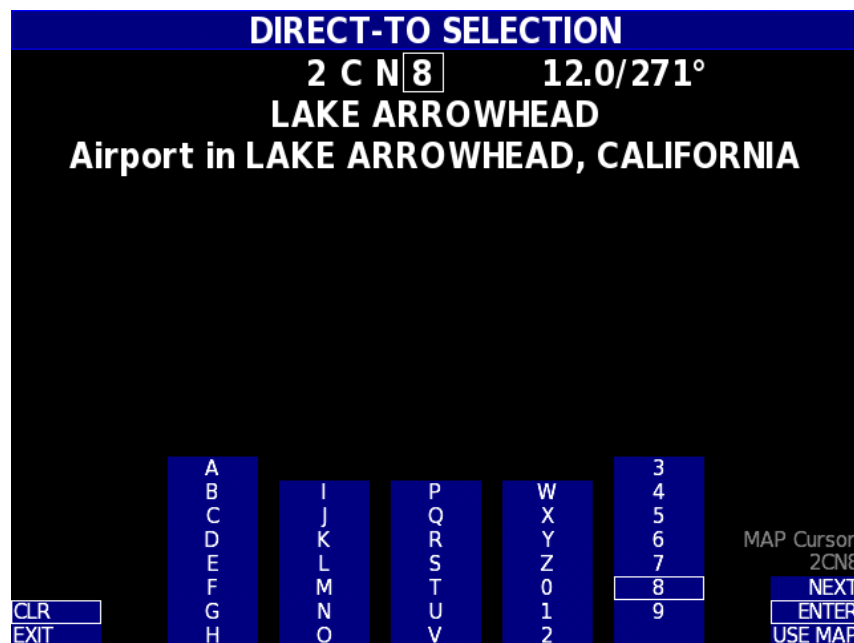 DIRECT-TO SELECTION
2 C N 8 12.0/271°
LAKE ARROWHEAD
Airport in LAKE ARROWHEAD, CALIFORNIA
A 3
B I P W 4
C J Q X 5
D K R Y 6 MAP Cursor
E L S Z 7 2CN8
F M T 0 8 NEXT
CLR G N U 1 9 ENTER
EXIT H O V 2 USE MAP